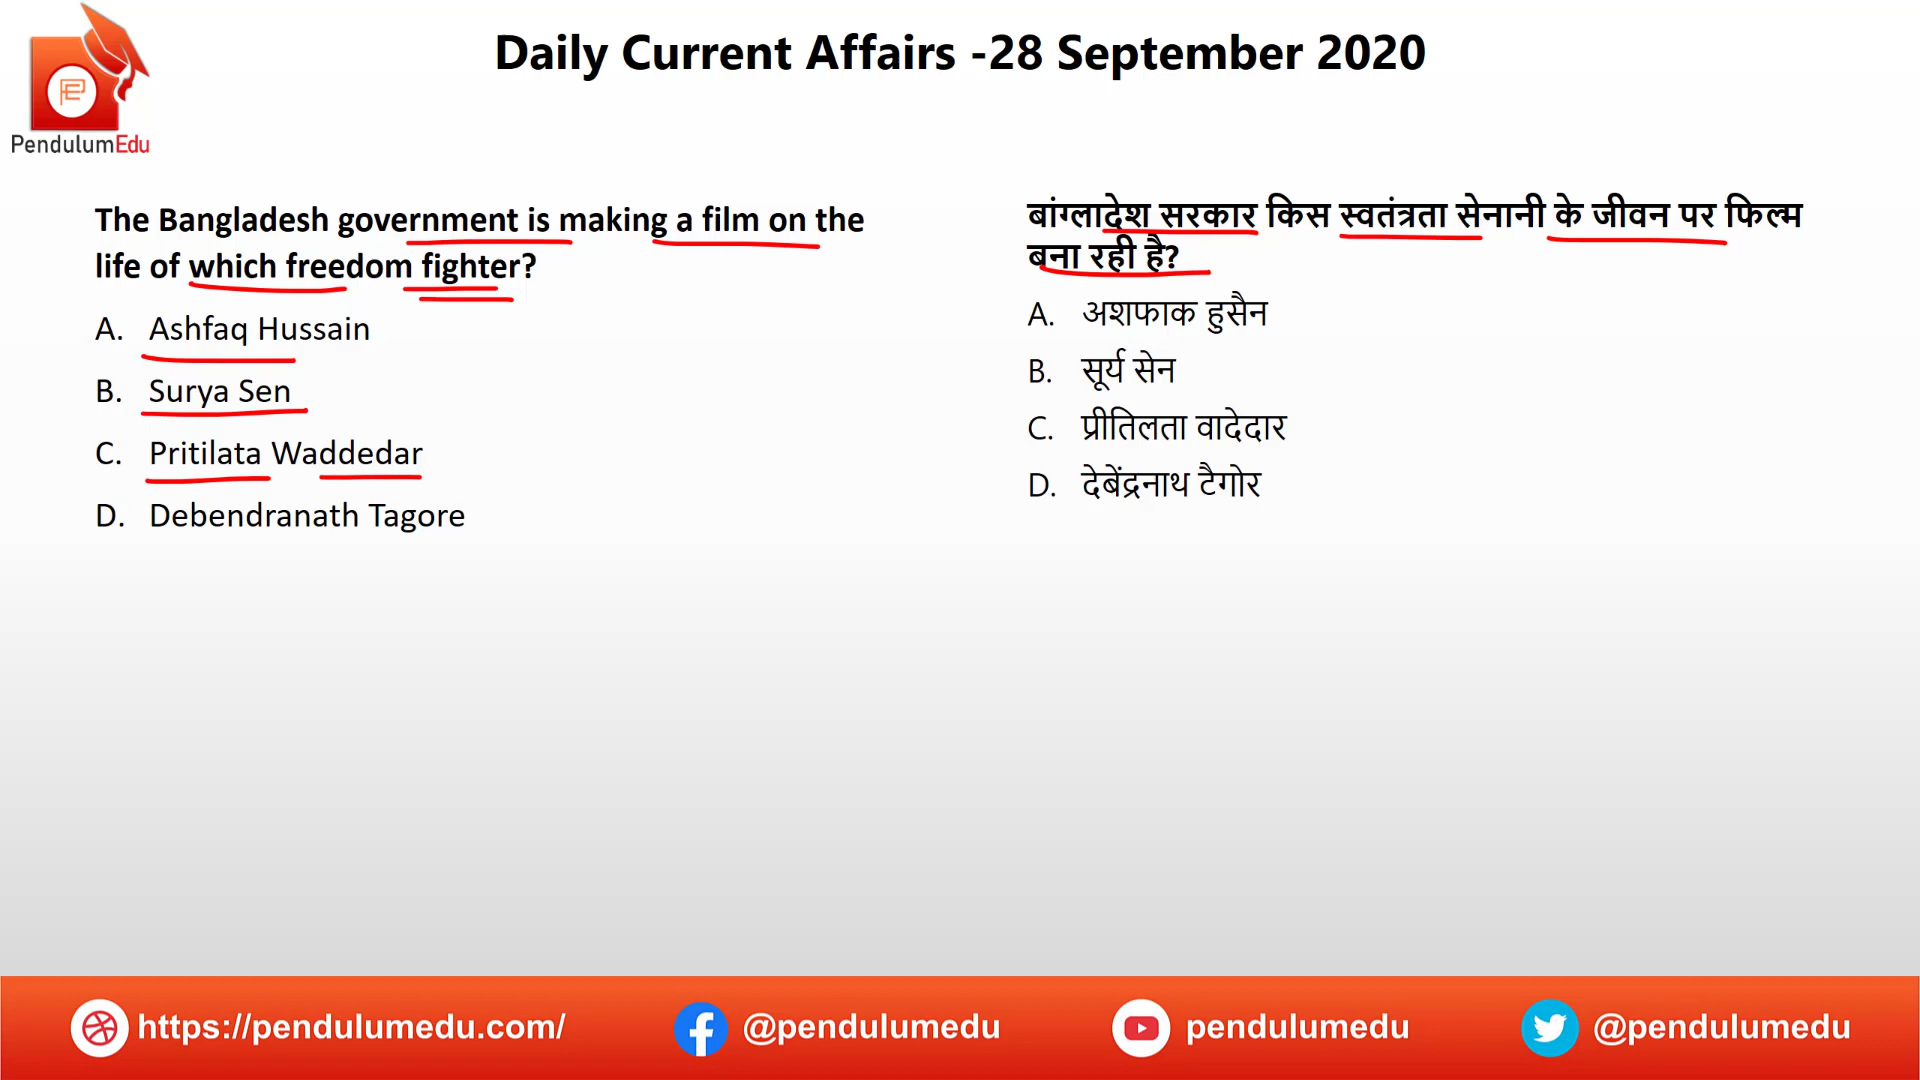 Daily Current Affairs -28 September 2020
PE
PendulumEdu
The Bangladesh government is making a film on the
life of which freedom fighter?
A. Ashfaq Hussain
B. Surya Sen
C. Pritilata Waddedar
D. Debendranath Tagore
बांग्लादेश सरकार किस स्वतंत्रता सेनानी के जीवन पर फिल्म
बना रही है?
A. अशफाक हुसैन
B. सूर्य सेन
C. प्रीतिलता वादेदार
D. देबेंद्रनाथ टैगोर
https://pendulumedu.com/
@pendulumedu
pendulumedu
@pendulumedu